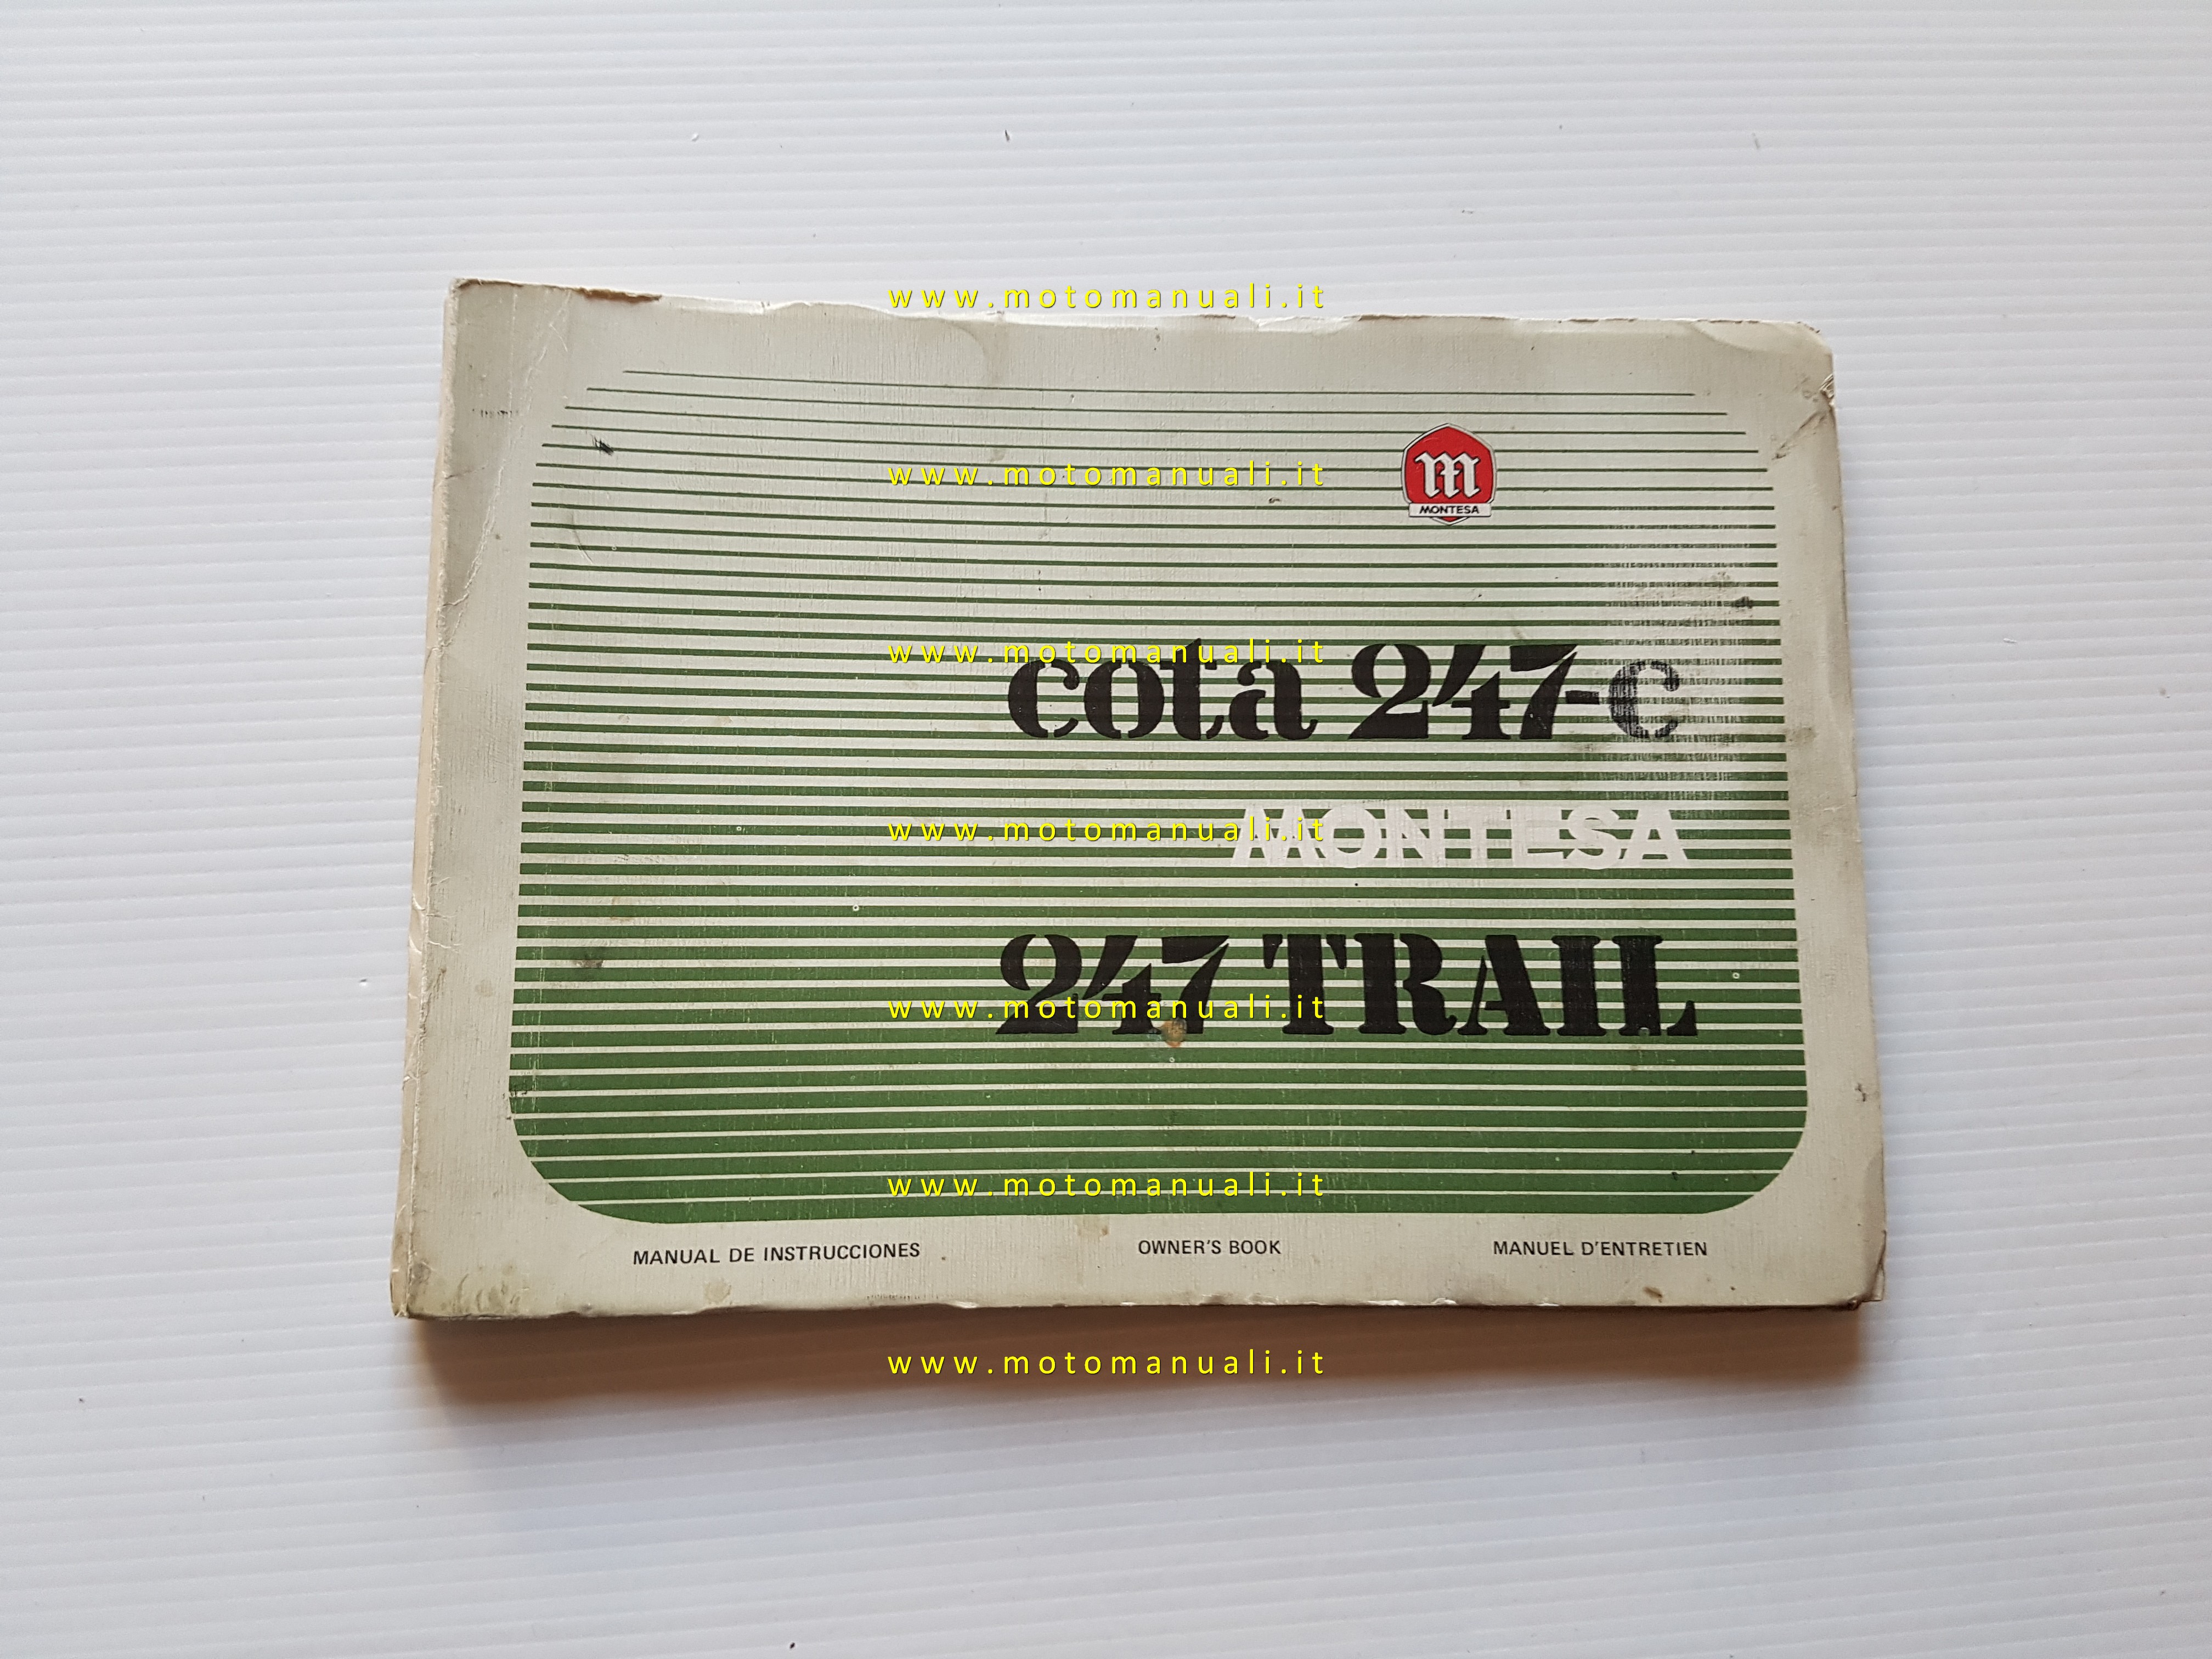 www.motomanuali.it
www.motomanuali.it
m
MONTESA
www.motomanuali.it
cota 247-C
www.motomanuali.it
MONTESA
247 TRAIL
www.motomanuali.it
www.motomanuali.it
MANUAL DE INSTRUCCIONES
OWNER'S BOOK
MANUEL D'ENTRETIEN
www.motomanuali.it